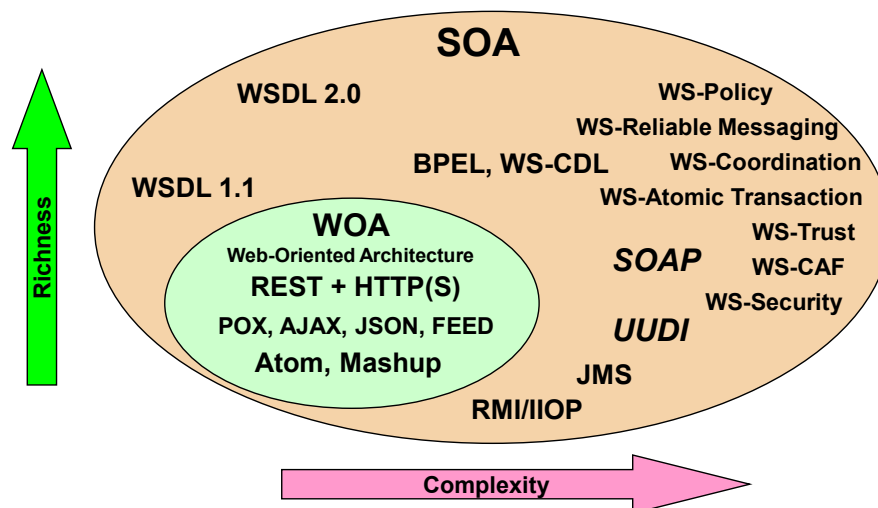 SOA
WSDL 2.0
WS-Policy
WS-Reliable Messaging
BPEL, WS-CDL
WS-Coordination
WSDL 1.1
WS-Atomic Transaction
WOA
Web-Oriented Architecture
REST + HTTP(S)
POX, AJAX, JSON, FEED
Atom, Mashup
WS-Trust
SOAP
WS-CAF
WS-Security
UUDI
JMS
RMI/IIOP
Richness
Complexity